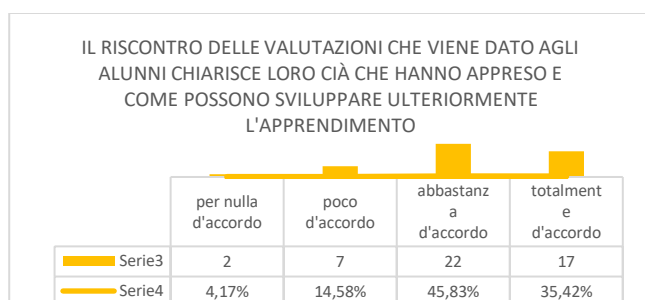 IL RISCONTRO DELLE VALUTAZIONI CHE VIENE DATO AGLI
ALUNNI CHIARISCE LORO CIÀ CHE HANNO APPRESO E
COME POSSONO SVILUPPARE ULTERIORMENTE
L'APPRENDIMENTO
per nulla
d'accordo
poco
d'accordo
abbastanz
a
d'accordo
totalment
e
d'accordo
Serie3 2 7 22 17
Serie4 4,17% 14,58% 45,83% 35,42%